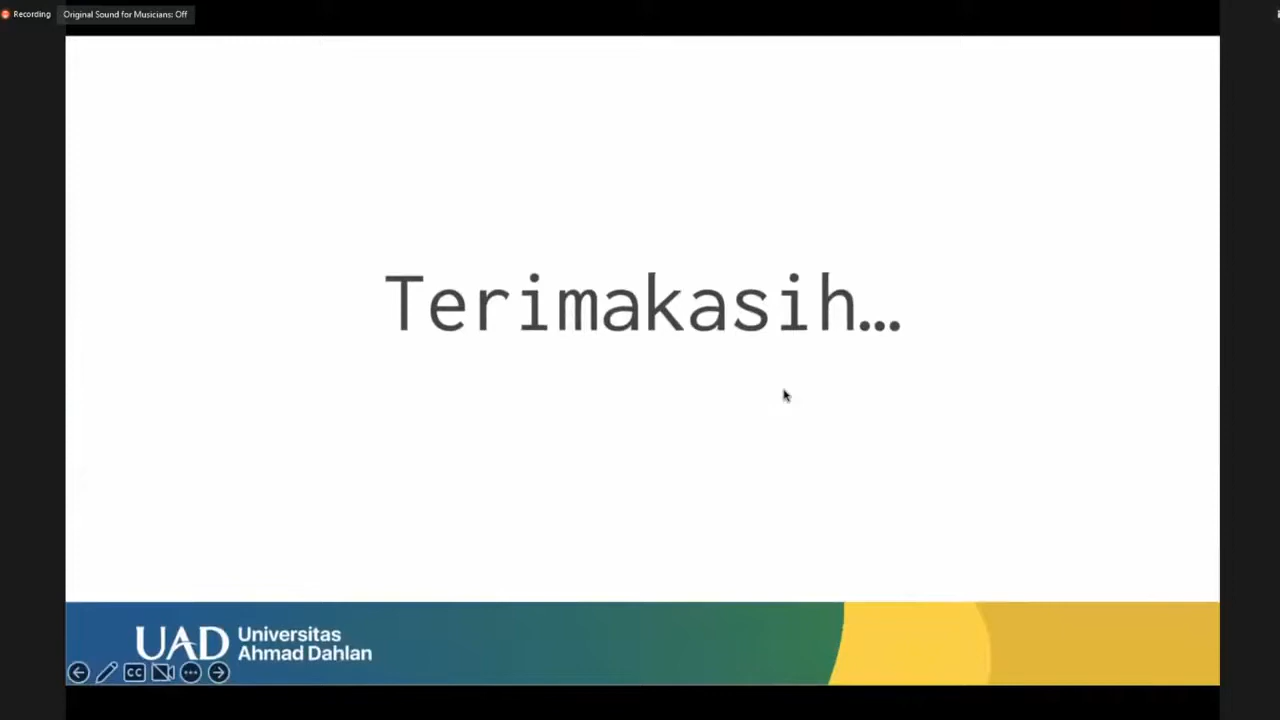 Recording
Original Sound for Musicians: Off
Terimakasih...
UAD Universitas
Ahmad Dahlan
CC